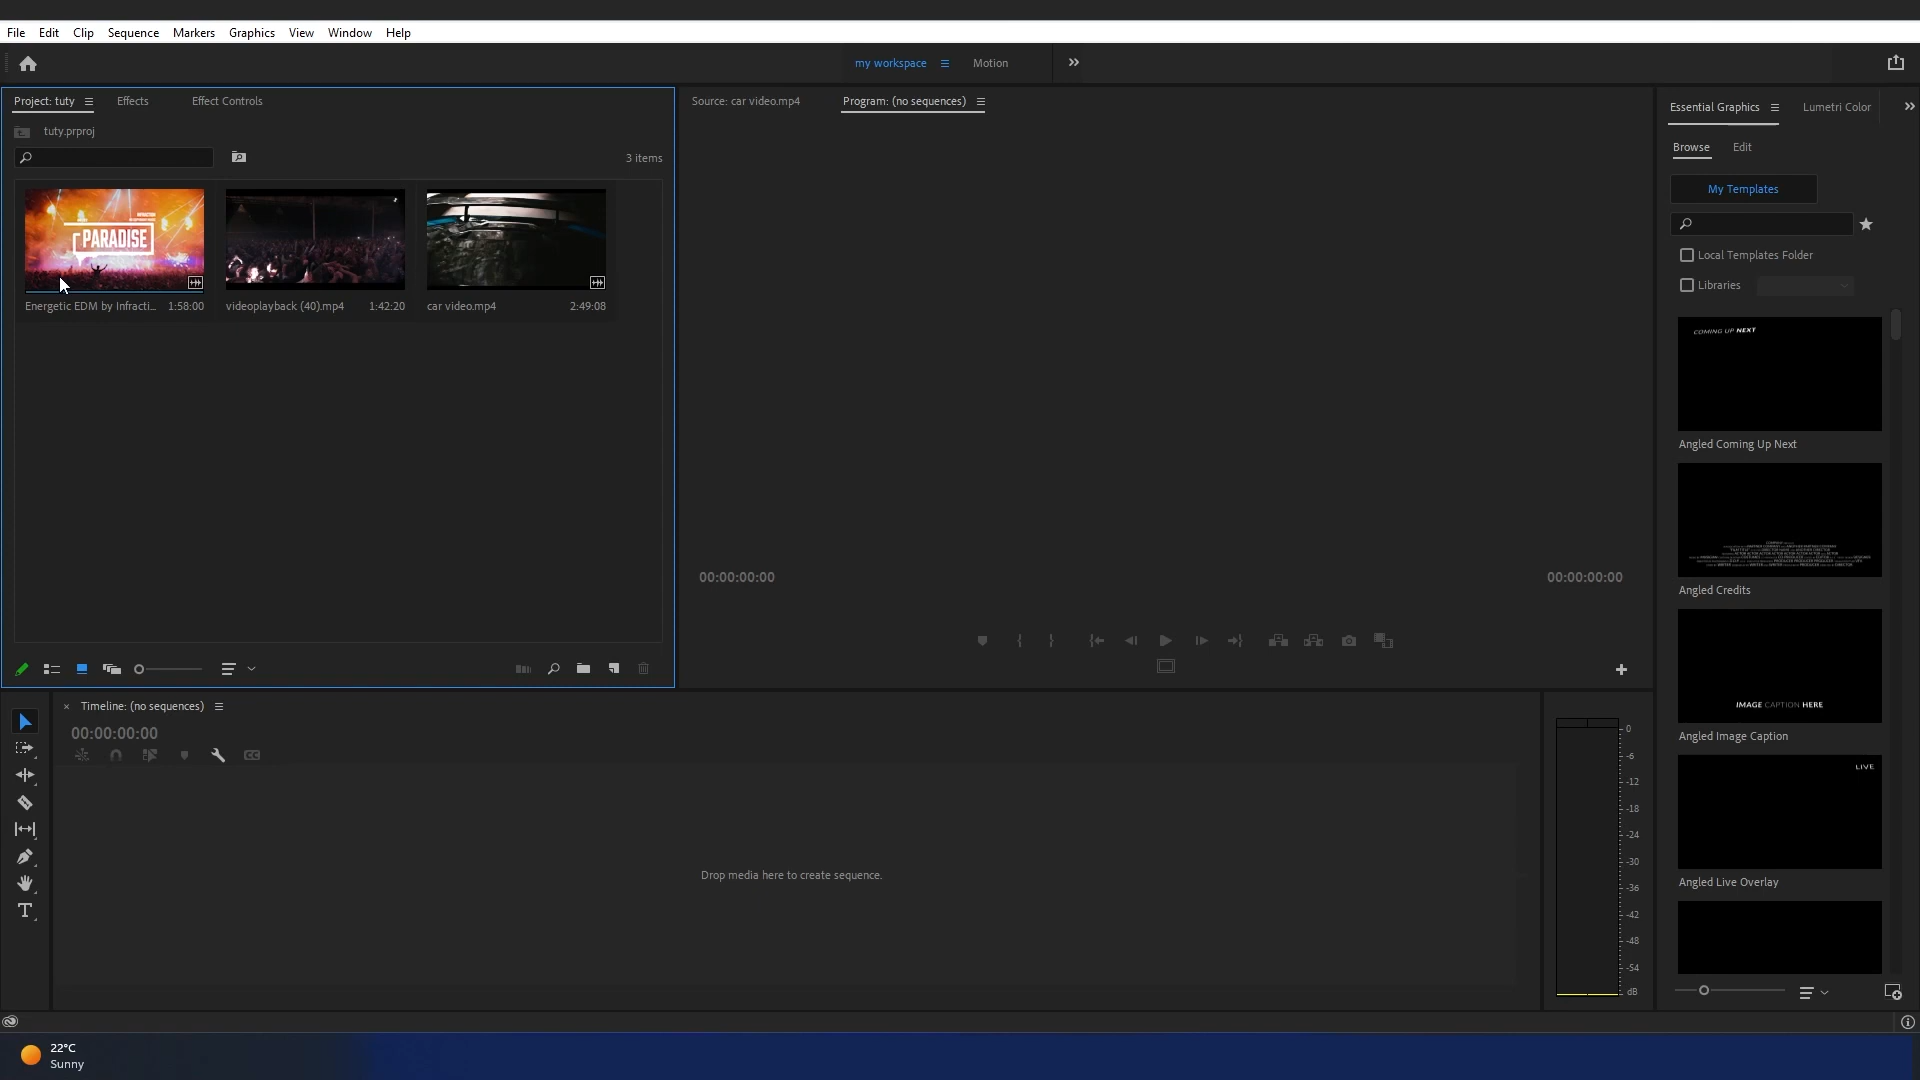 File Edit Clip Sequence Markers Graphics View Window Help
my workspace Motion
Project: tuty Effects Effect Controls
Source: car video.mp4 Program: (no sequences)
Essential Graphics Lumetri Color
tuty.prproj
3 items
Browse Edit
My Templates
Local Templates Folder
Libraries
PARADISE
Energetic EDM by Infracti... 1:58:00
videoplayback (40).mp4 1:42:20
car video.mp4 2:49:08
COMING UP NEXT
Angled Coming Up Next
Angled Credits
00:00:00:00 00:00:00:00
IMAGE CAPTION HERE
Angled Image Caption
LIVE
Angled Live Overlay
× Timeline: (no sequences)
00:00:00:00
CC
Drop media here to create sequence.
T
0
-6
-12
-18
-24
-30
-36
-42
-48
-54
dB
22°C
Sunny